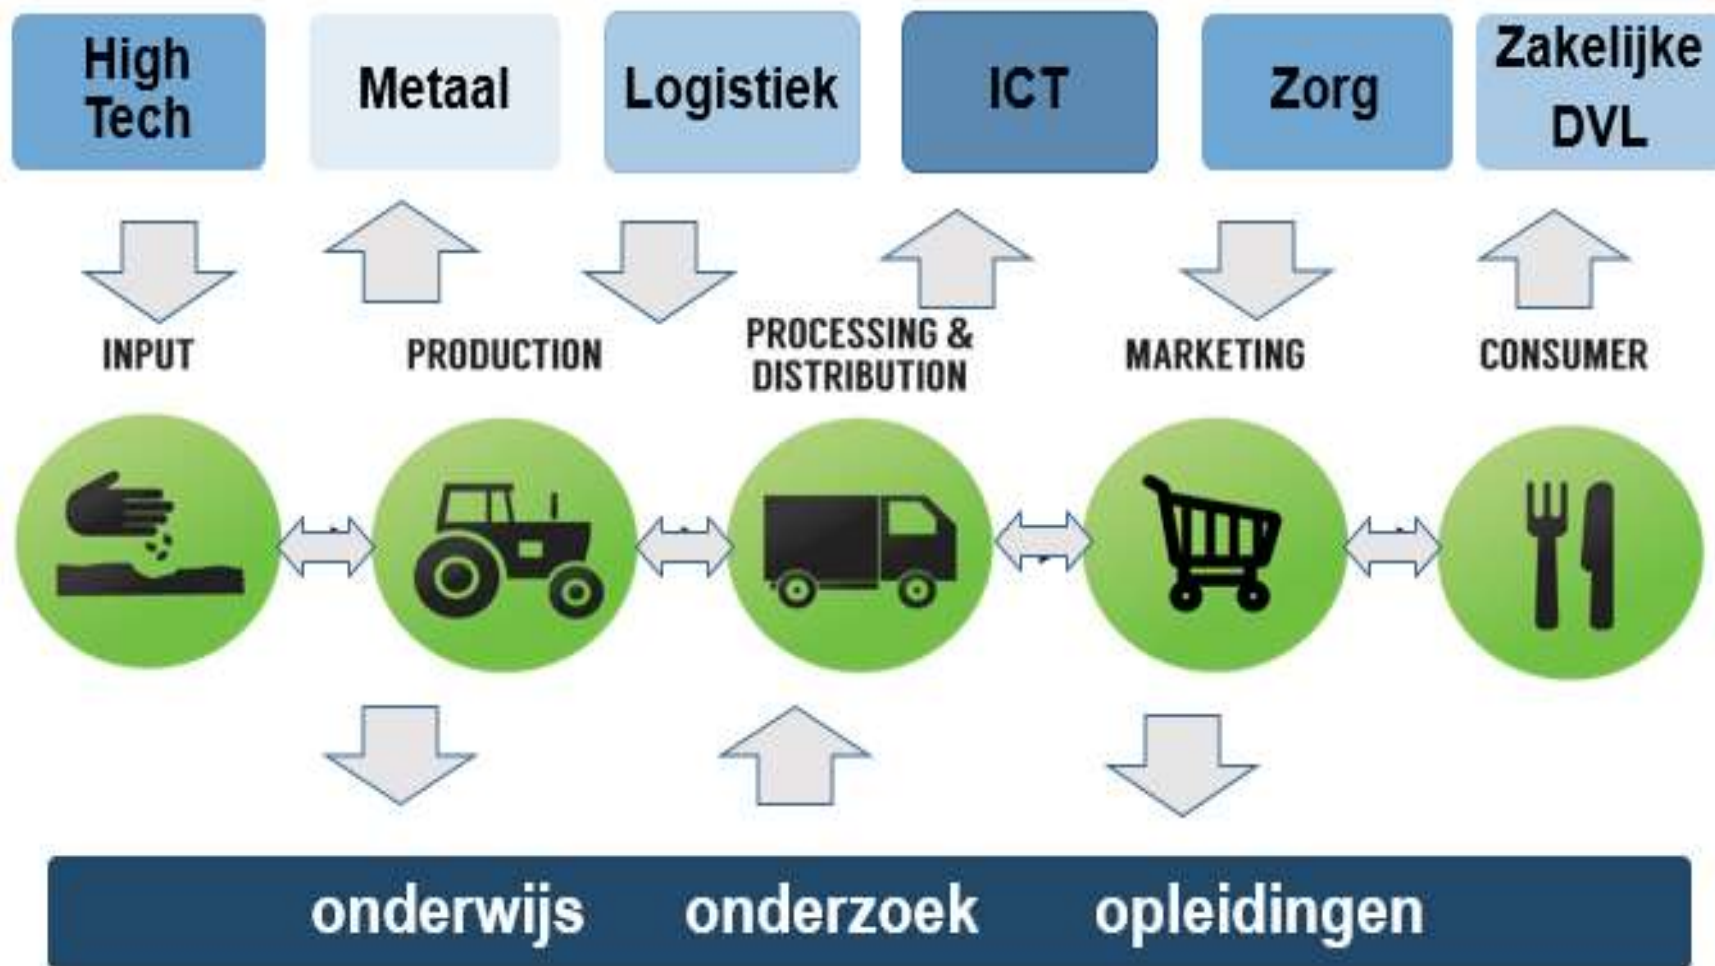 High
Tech
Metaal
Logistiek
ICT
Zorg
Zakelijke
DVL
INPUT
PRODUCTION
PROCESSING &
DISTRIBUTION
MARKETING
CONSUMER
onderwijs onderzoek opleidingen